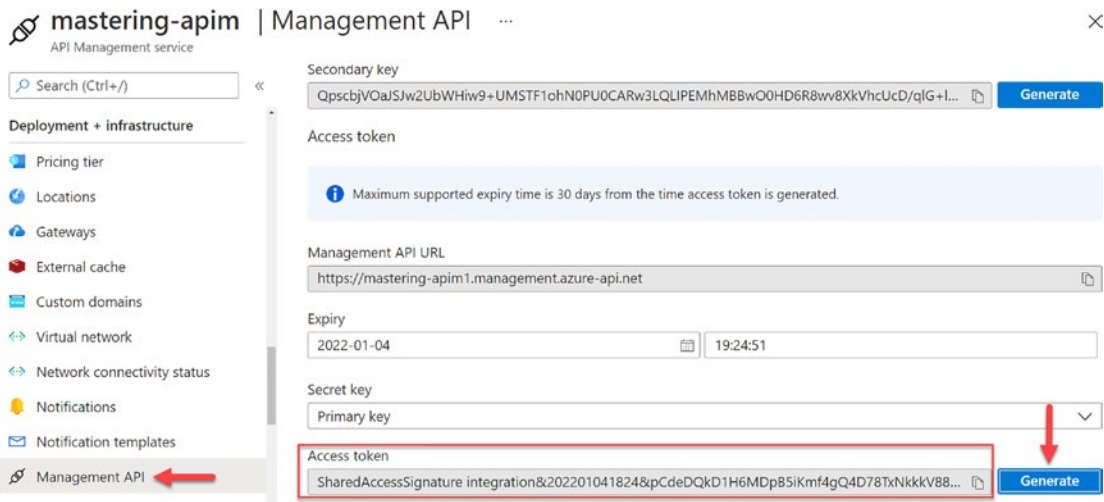 mastering-apim | Management API ...
API Management service
Search (Ctrl+/)
«
Deployment + infrastructure
Pricing tier
Locations
Gateways
External cache
Custom domains
Virtual network
Network connectivity status
Notifications
Notification templates
Management API
Secondary key
QpscbjVOaJSJw2UbWHiw9+UMSTF1ohN0PU0CARw3LQLIPEMhMBBwO0HD6R8wv8XkVhcUcD/qlG+l...
Generate
Access token
Maximum supported expiry time is 30 days from the time access token is generated.
Management API URL
https://mastering-apim1.management.azure-api.net
Expiry
2022-01-04
19:24:51
Secret key
Primary key
Access token
SharedAccessSignature integration&202201041824&pCdeDQkD1H6MDpB5iKmf4gQ4D78TxNkkkV88...
Generate